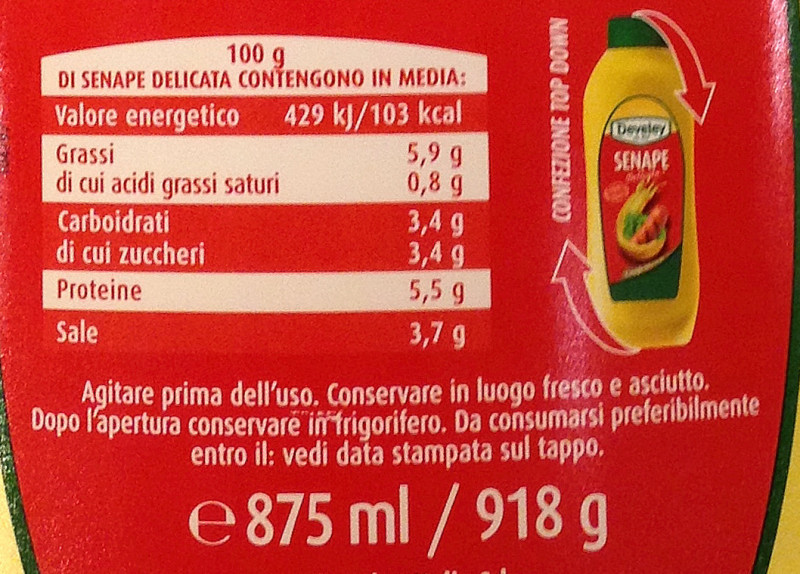 100 g
DI SENAPE DELICATA CONTENGONO IN MEDIA:
Valore energetico 429 kJ/103 kcal
Grassi 5,9 g
di cui acidi grassi saturi 0,8 g
Carboidrati 3,4 g
di cui zuccheri 3,4 g
Proteine 5,5 g
Sale 3,7 g
CONFEZIONE TOP DOWN
Develey
SENAPE
Agitare prima dell'uso. Conservare in luogo fresco e asciutto.
Dopo l'apertura conservare in frigorifero. Da consumarsi preferibilmente
entro il: vedi data stampata sul tappo.
e 875 ml / 918 g